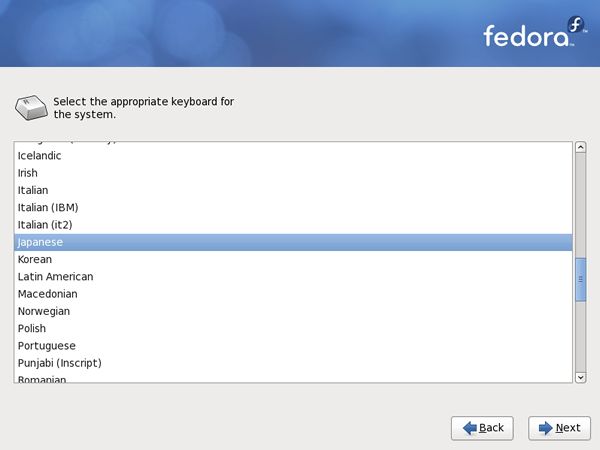 fedora
Select the appropriate keyboard for
the system.
Icelandic
Irish
Italian
Italian (IBM)
Italian (it2)
Japanese
Korean
Latin American
Macedonian
Norwegian
Polish
Portuguese
Punjabi (Inscript)
Romanian
Back
Next